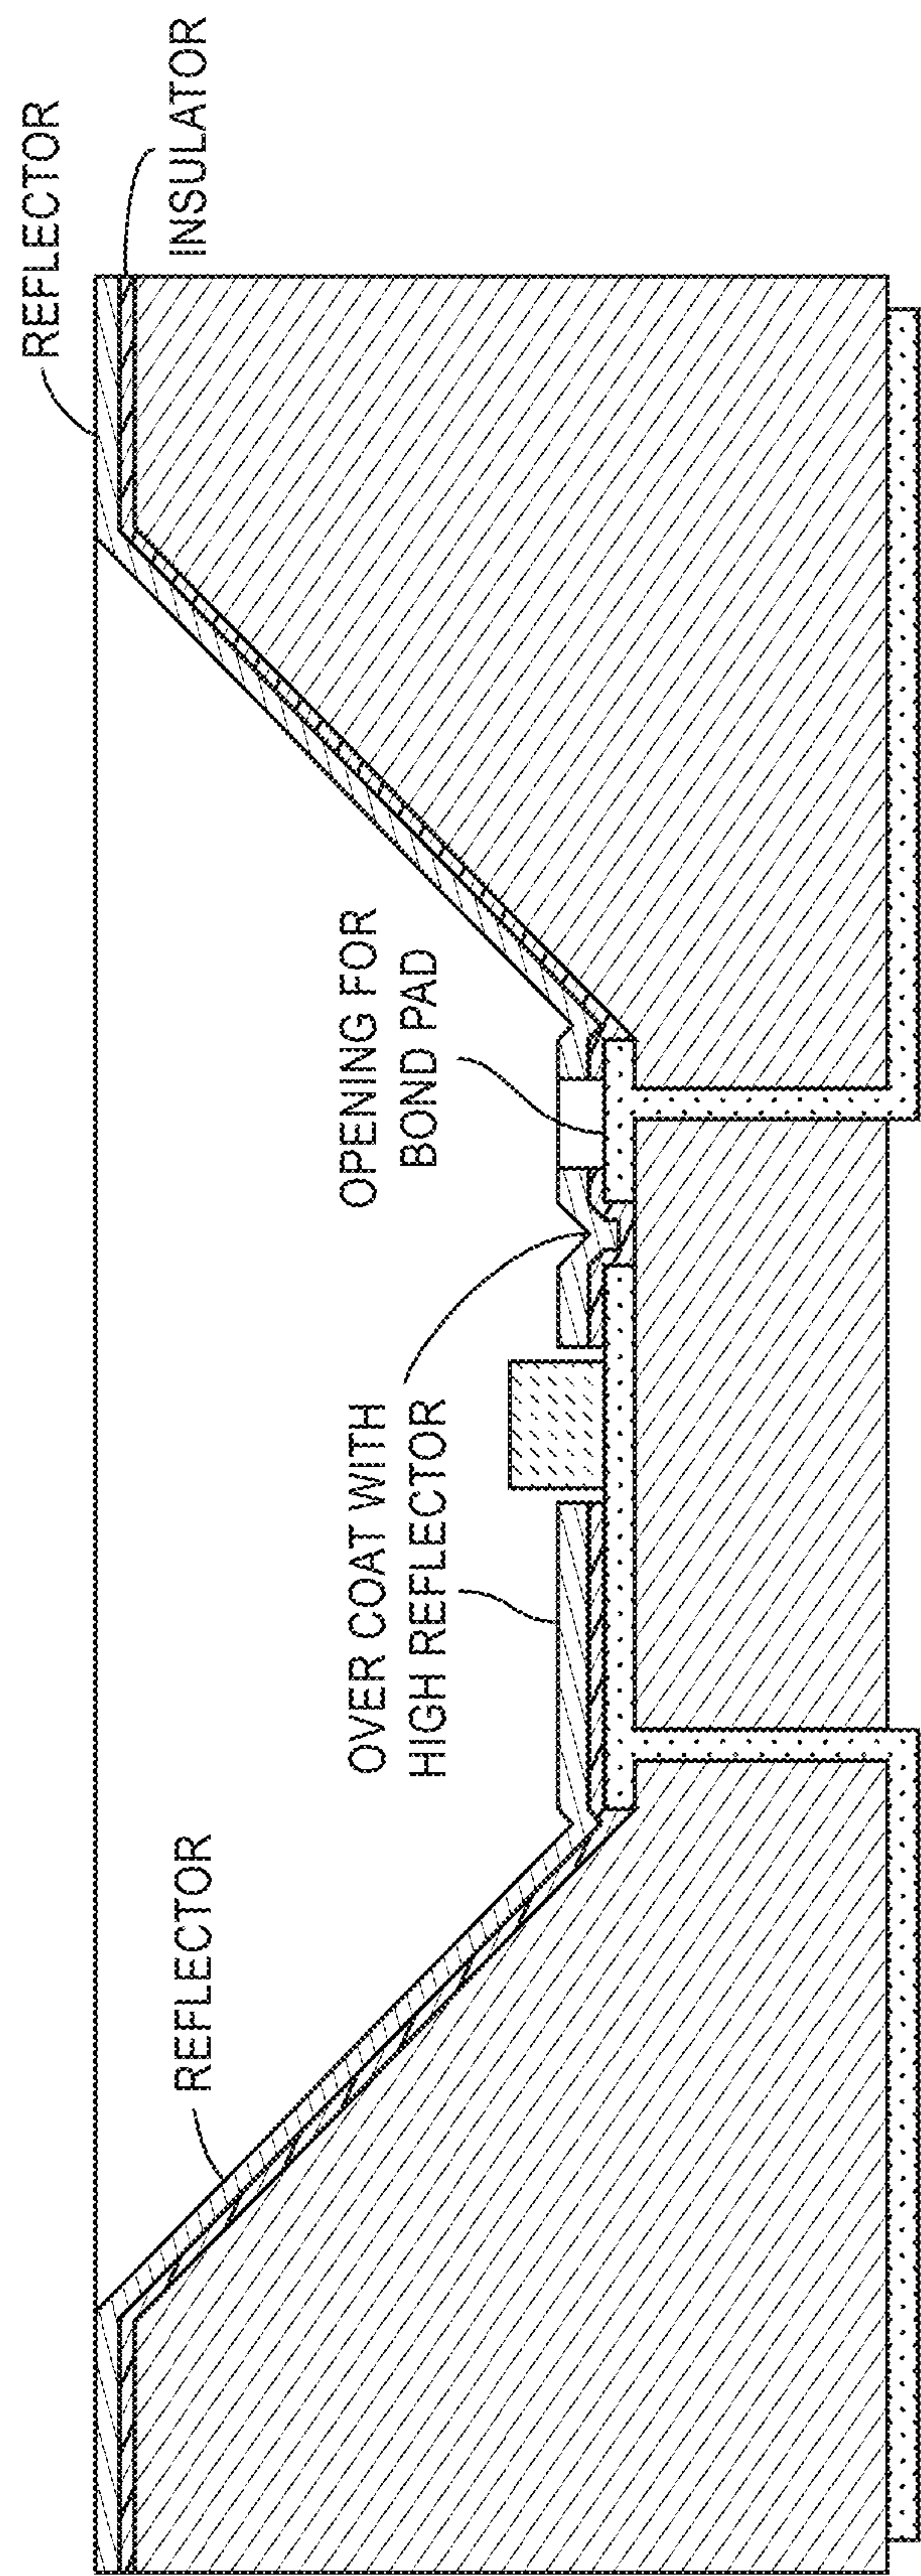 REFLECTOR
OVER COAT WITH
HIGH REFLECTOR
OPENING FOR
BOND PAD
REFLECTOR
INSULATOR